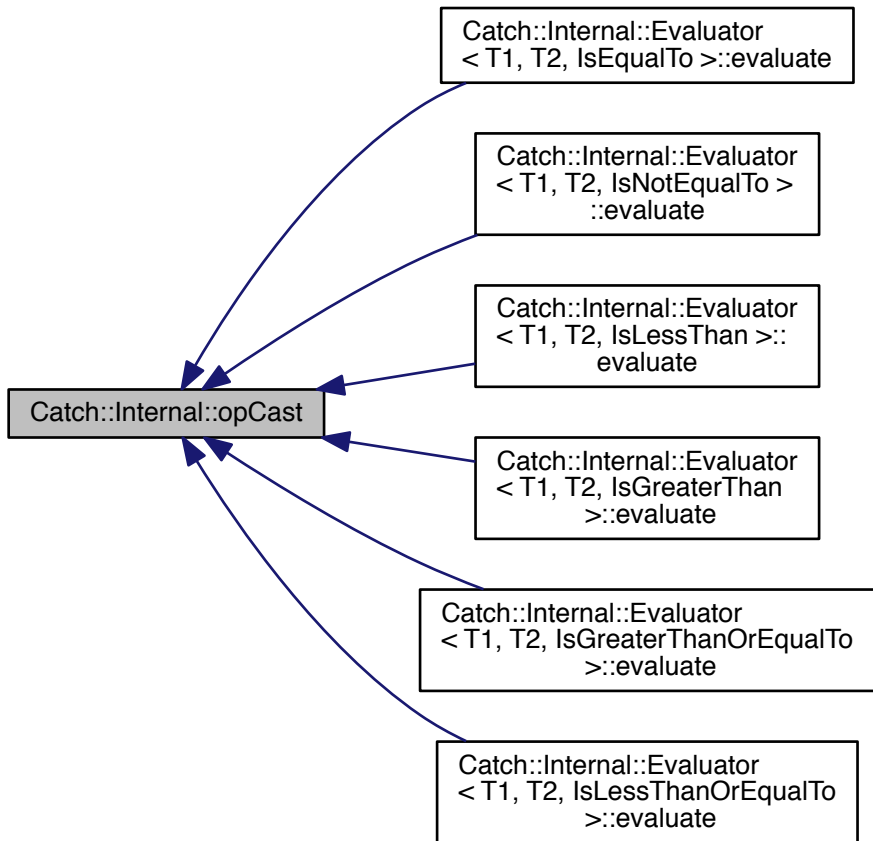 Catch::Internal::Evaluator
< T1, T2, IsEqualTo >::evaluate
Catch::Internal::Evaluator
< T1, T2, IsNotEqualTo >
::evaluate
Catch::Internal::Evaluator
< T1, T2, IsLessThan >::
evaluate
Catch::Internal::opCast
Catch::Internal::Evaluator
< T1, T2, IsGreaterThan
>::evaluate
Catch::Internal::Evaluator
< T1, T2, IsGreaterThanOrEqualTo
>::evaluate
Catch::Internal::Evaluator
< T1, T2, IsLessThanOrEqualTo
>::evaluate